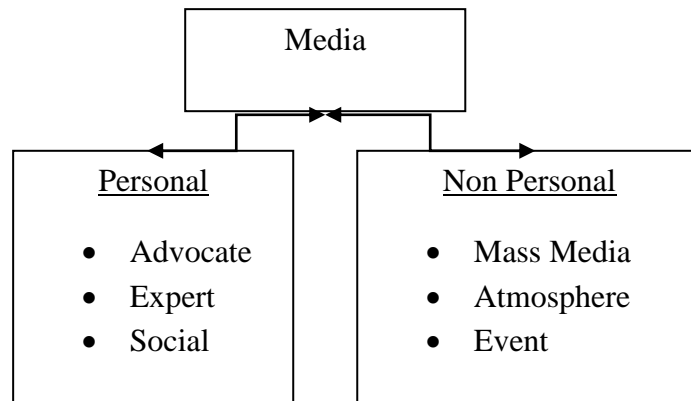 Media
Personal
• Advocate
• Expert
• Social
Non Personal
• Mass Media
• Atmosphere
• Event